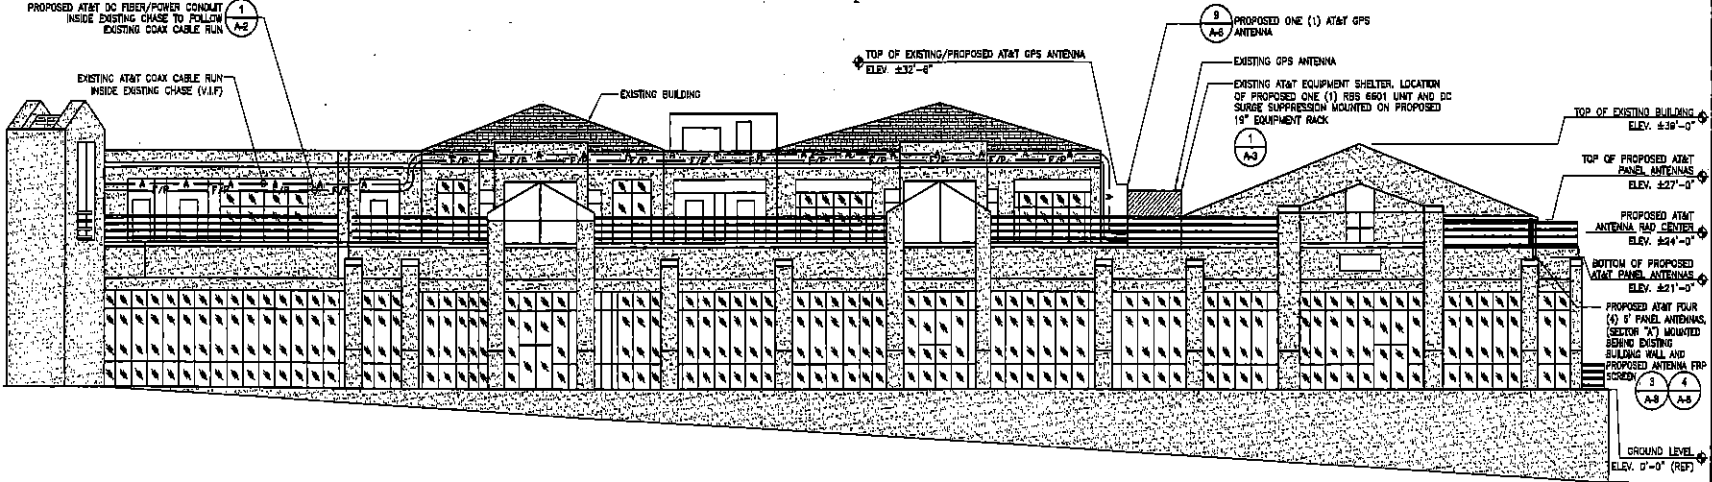 PROPOSED AT&T DC FIBER/POWER CONDUIT
INSIDE EXISTING CHASE TO FOLLOW
EXISTING COAX CABLE RUN
1
A-2
EXISTING AT&T COAX CABLE RUN
INSIDE EXISTING CHASE (V.I.F)
EXISTING BUILDING
TOP OF EXISTING/PROPOSED AT&T GPS ANTENNA
ELEV. ±32'-8"
9
A-6
PROPOSED ONE (1) AT&T GPS
ANTENNA
EXISTING GPS ANTENNA
EXISTING AT&T EQUIPMENT SHELTER, LOCATION
OF PROPOSED ONE (1) RBS 6601 UNIT AND DC
SURGE SUPPRESSION MOUNTED ON PROPOSED
19" EQUIPMENT RACK
1
A-3
TOP OF EXISTING BUILDING
ELEV. ±39'-0"
TOP OF PROPOSED AT&T
PANEL ANTENNAS
ELEV. ±27'-0"
PROPOSED AT&T
ANTENNA RAD CENTER
ELEV. ±24'-0"
BOTTOM OF PROPOSED
AT&T PANEL ANTENNAS
ELEV. ±21'-0"
PROPOSED AT&T FOUR
(4) 5' PANEL ANTENNAS,
(SECTOR "A") MOUNTED
BEHIND EXISTING
BUILDING WALL AND
PROPOSED ANTENNA FRP
SCREEN
3
A-8
4
A-8
GROUND LEVEL
ELEV. 0'-0" (REF)